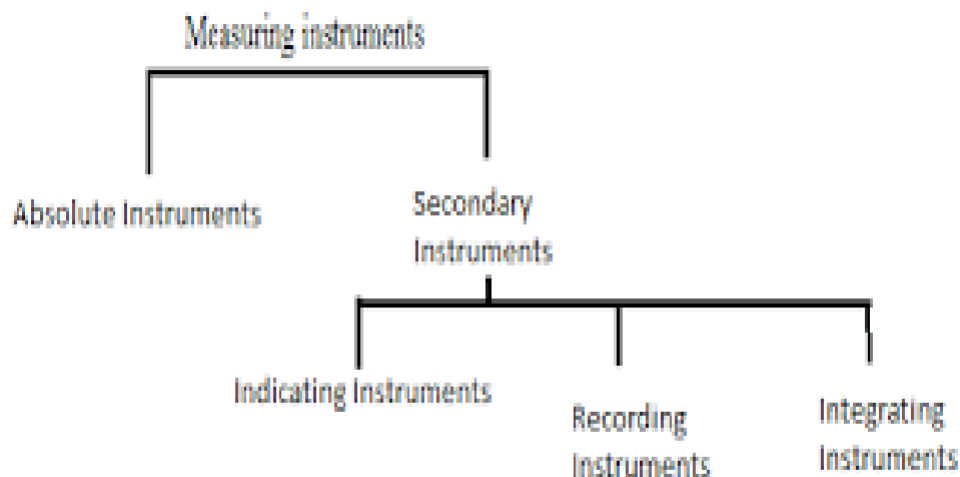 Measuring instruments
Absolute Instruments
Secondary
Instruments
Indicating Instruments
Recording
Instruments
Integrating
Instruments